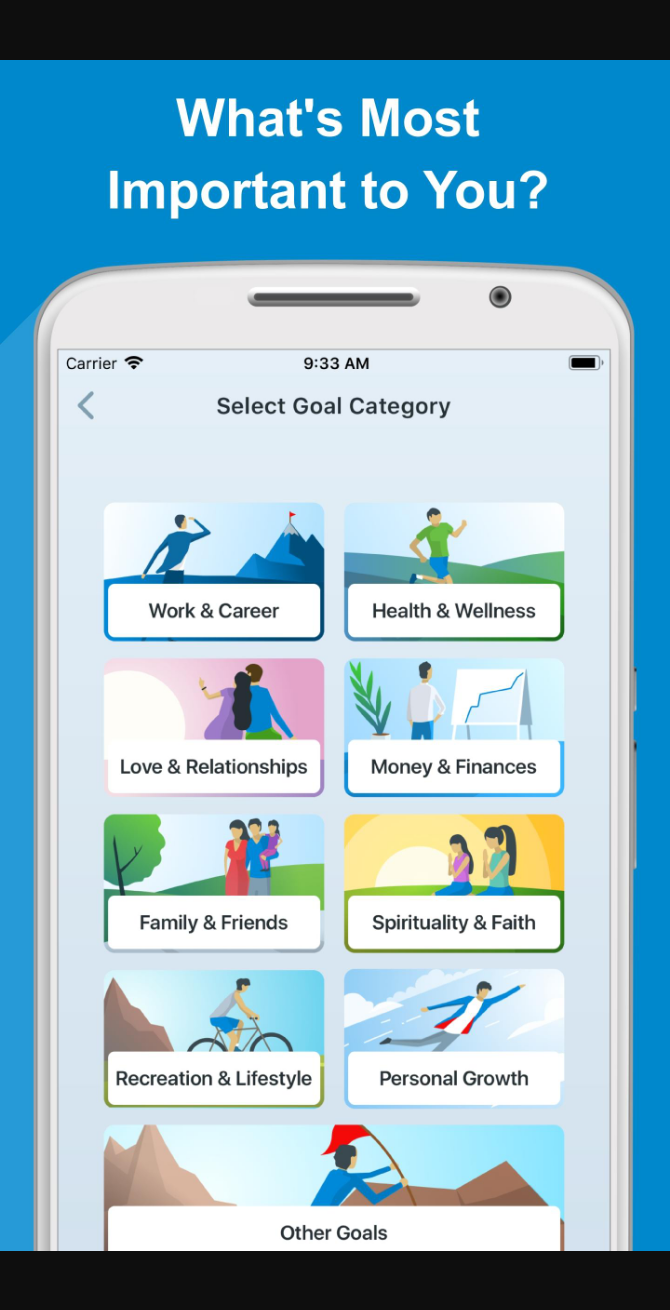 What's Most
Important to You?
Carrier 9:33 AM
Select Goal Category
Work & Career
Health & Wellness
Love & Relationships
Money & Finances
Family & Friends
Spirituality & Faith
Recreation & Lifestyle
Personal Growth
Other Goals